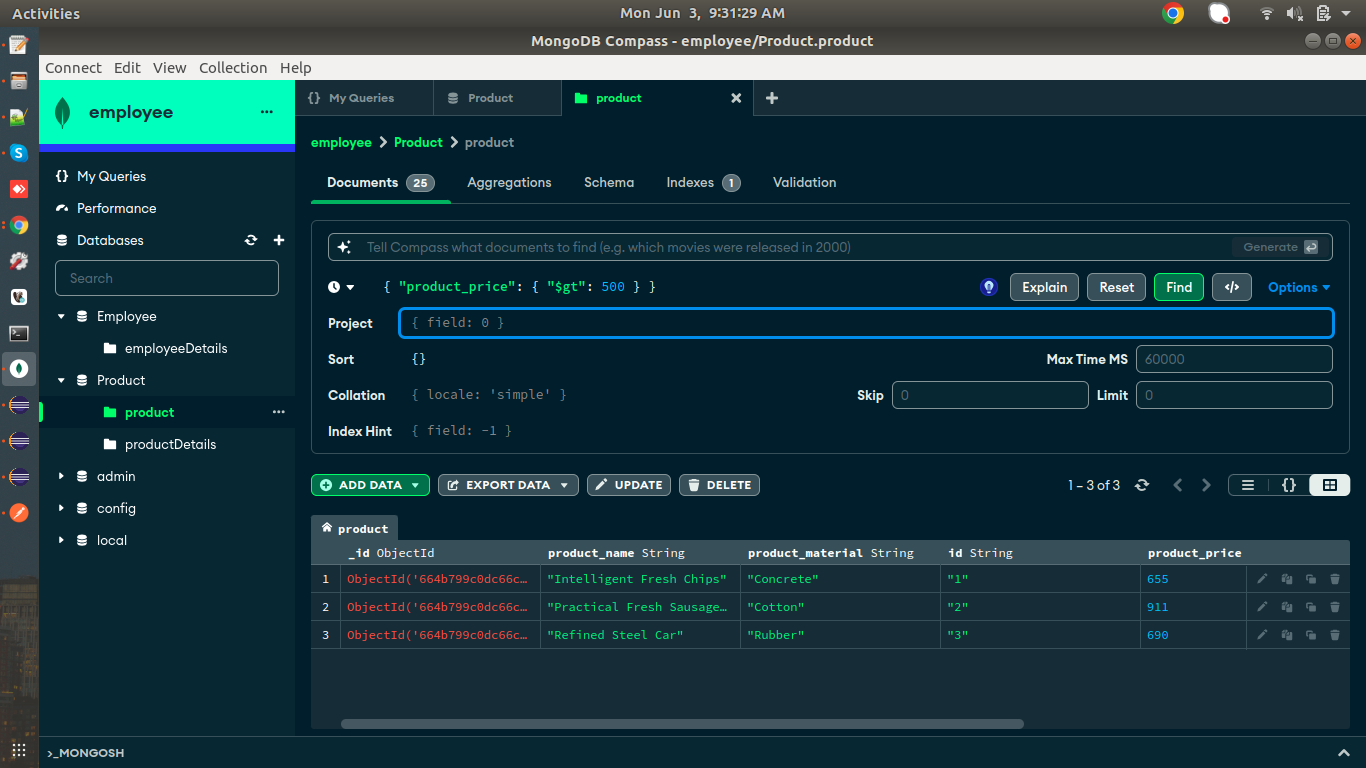 Activities
Mon Jun 3, 9:31:29 AM
MongoDB Compass - employee/Product.product
Connect Edit View Collection Help
employee
My Queries
Performance
Databases
Search
Employee
employeeDetails
Product
product
productDetails
admin
config
local
{} My Queries
Product
product
employee > Product > product
Documents 25 Aggregations Schema Indexes 1 Validation
Tell Compass what documents to find (e.g. which movies were released in 2000) Generate
{ "product_price": { "$gt": 500 } } Explain Reset Find </> Options
Project { field: 0 }
Sort {} Max Time MS 60000
Collation { locale: 'simple' } Skip 0 Limit 0
Index Hint { field: -1 }
ADD DATA EXPORT DATA UPDATE DELETE 1 – 3 of 3 {}
product
_id ObjectId product_name String product_material String id String product_price
1 ObjectId('664b799c0dc66c… "Intelligent Fresh Chips" "Concrete" "1" 655
2 ObjectId('664b799c0dc66c… "Practical Fresh Sausage… "Cotton" "2" 911
3 ObjectId('664b799c0dc66c… "Refined Steel Car" "Rubber" "3" 690
>_MONGOSH